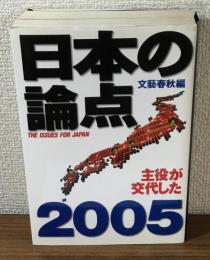 日本の
論点
文藝春秋編
THE ISSUES FOR JAPAN
主役が
交代した
2005